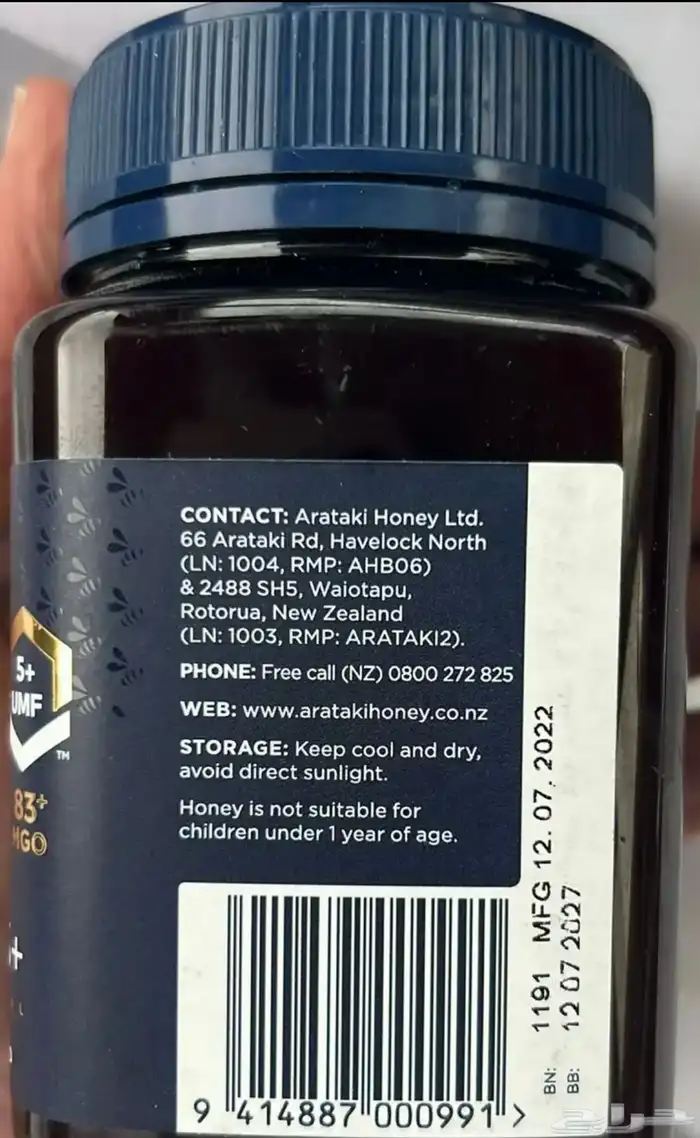 CONTACT: Arataki Honey Ltd.
66 Arataki Rd, Havelock North
(LN: 1004, RMP: AHB06)
& 2488 SH5, Waiotapu,
Rotorua, New Zealand
(LN: 1003, RMP: ARATAKI2).
PHONE: Free call (NZ) 0800 272 825
WEB: www.aratakihoney.co.nz
STORAGE: Keep cool and dry,
avoid direct sunlight.
Honey is not suitable for
children under 1 year of age.
5+
UMF
TM
83+
MGO
BN: 1191 MFG 12. 07. 2022
BB: 12 07 2027
9 414887 000991 >
حراج